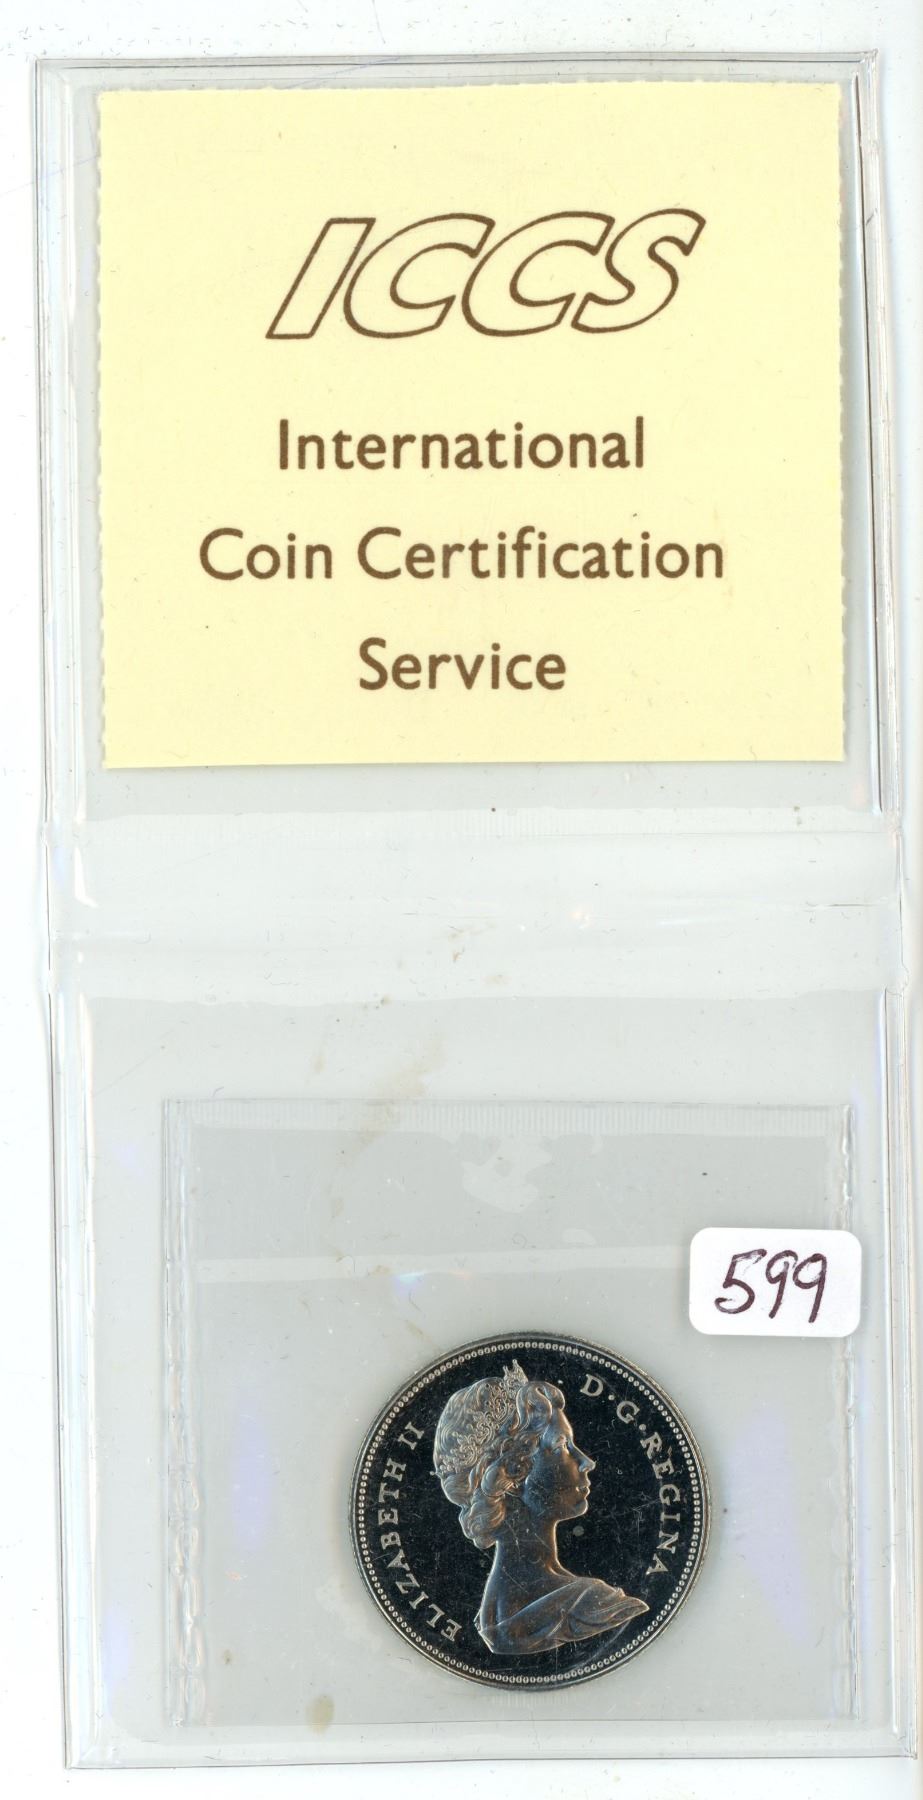 ICCS
International
Coin Certification
Service
599
ELIZABETH II D·G·REGINA